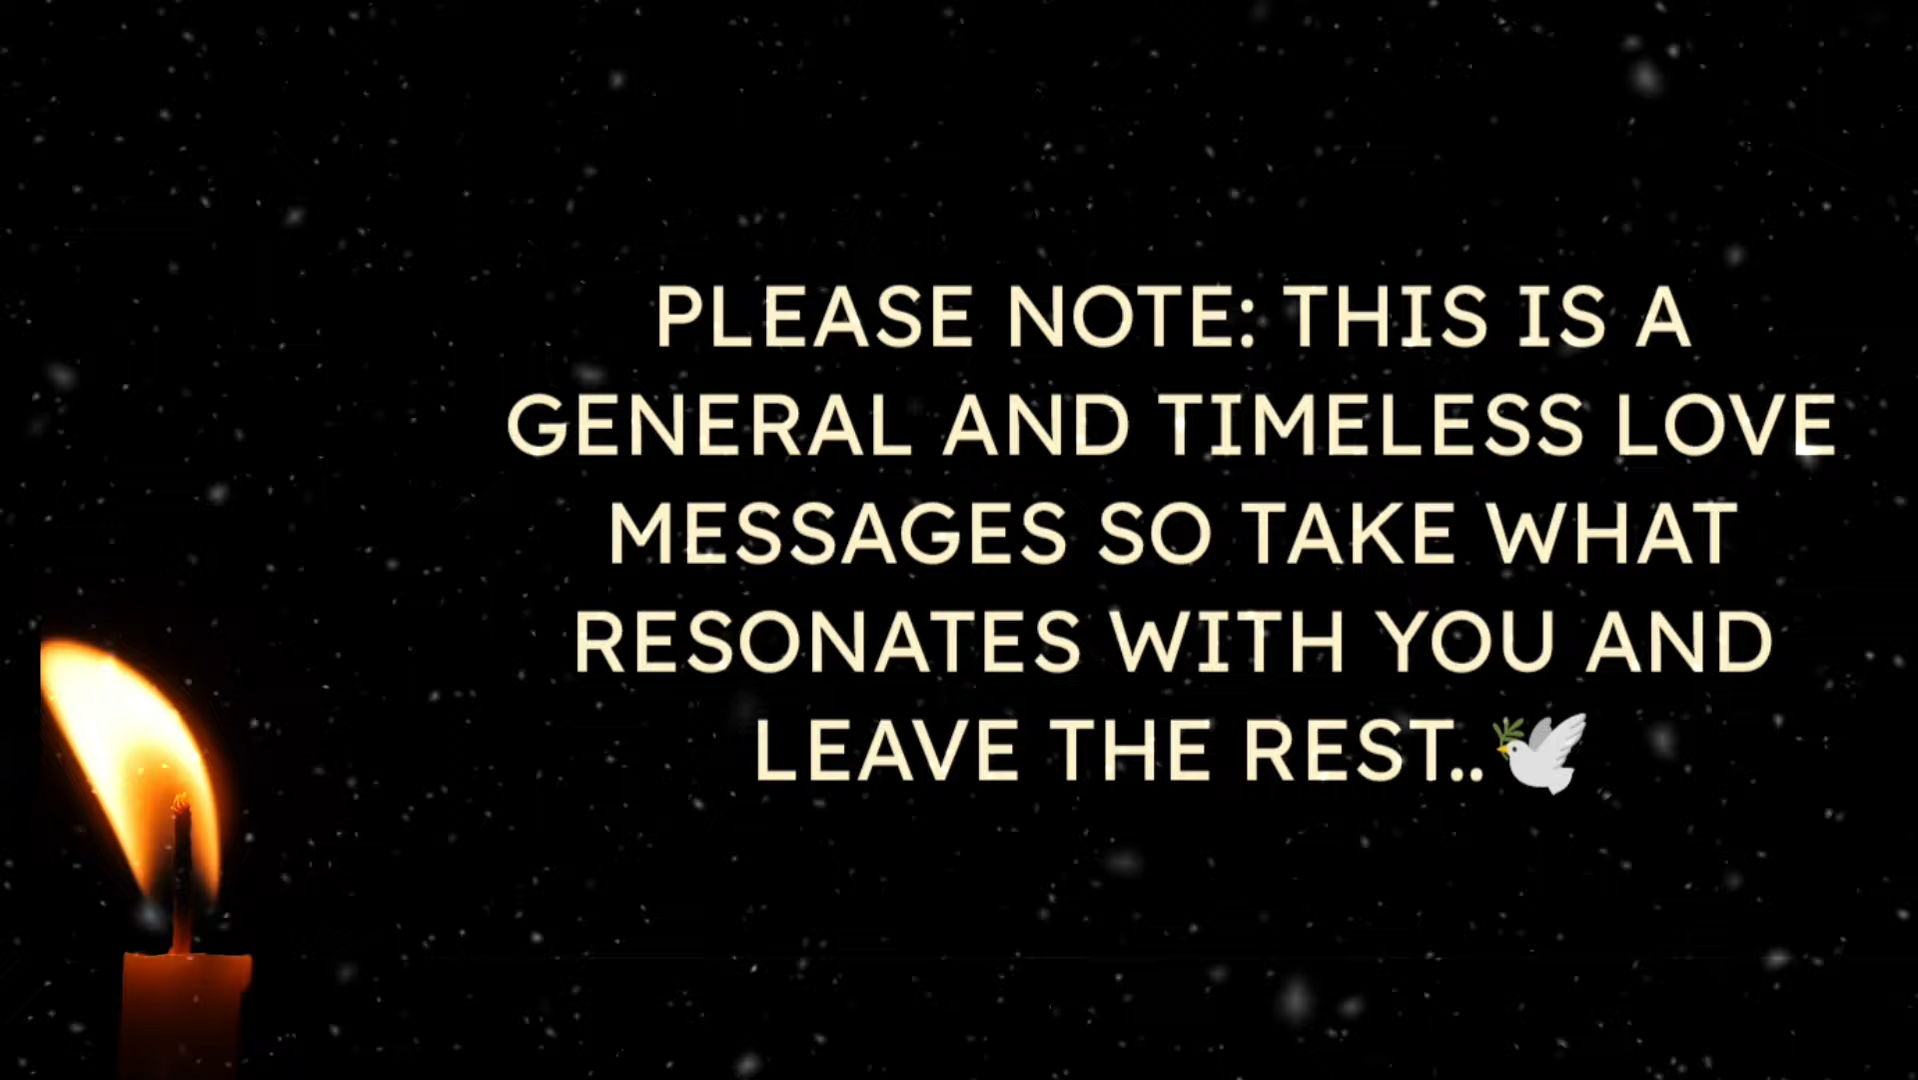 PLEASE NOTE: THIS IS A
GENERAL AND TIMELESS LOVE
MESSAGES SO TAKE WHAT
RESONATES WITH YOU AND
LEAVE THE REST..🕊️